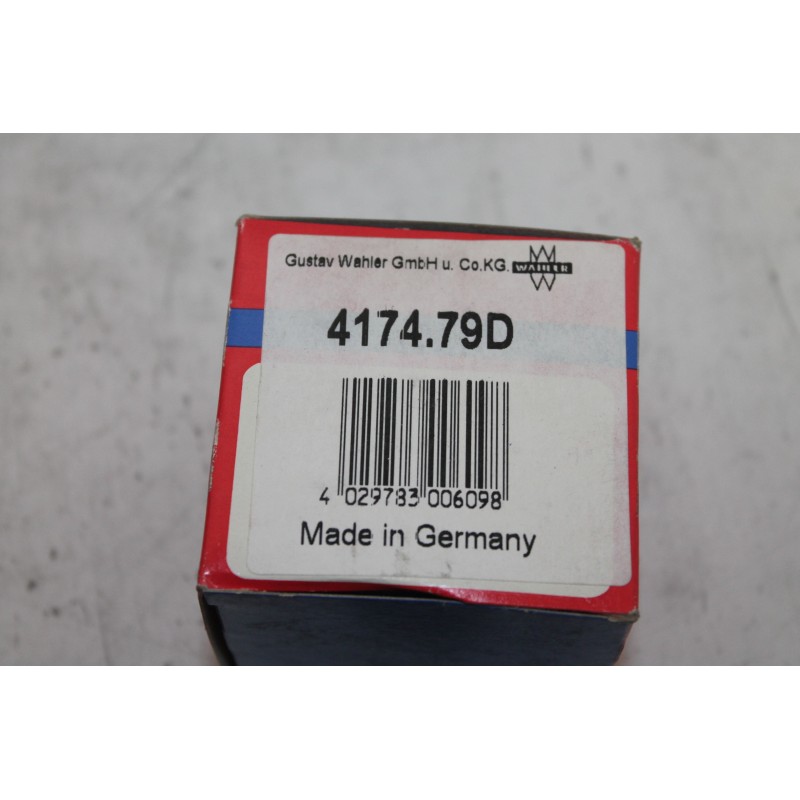 Gustav Wahler GmbH u. Co.KG. WAHLER
4174.79D
4 029783 006098
Made in Germany